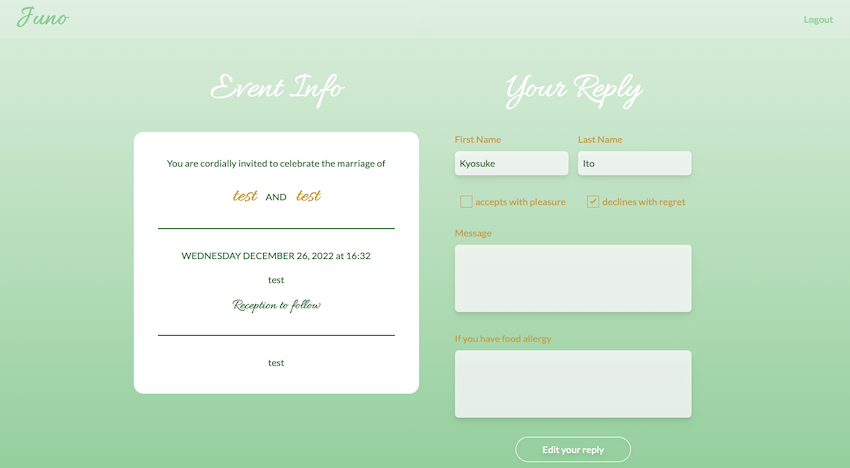 Juno
Logout
Event Info
You are cordially invited to celebrate the marriage of
test AND test
WEDNESDAY DECEMBER 26, 2022 at 16:32
test
Reception to follow
test
Your Reply
First Name Last Name
Kyosuke Ito
accepts with pleasure declines with regret
Message
If you have food allergy
Edit your reply